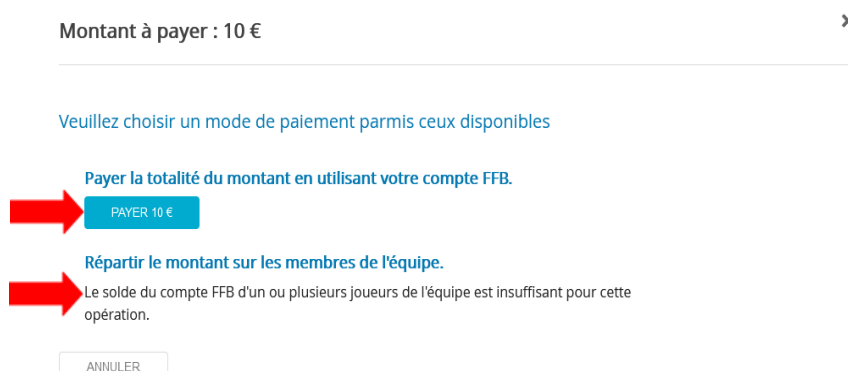 Montant à payer : 10 €
Veuillez choisir un mode de paiement parmis ceux disponibles
Payer la totalité du montant en utilisant votre compte FFB.
PAYER 10 €
Répartir le montant sur les membres de l'équipe.
Le solde du compte FFB d'un ou plusieurs joueurs de l'équipe est insuffisant pour cette
opération.
ANNULER